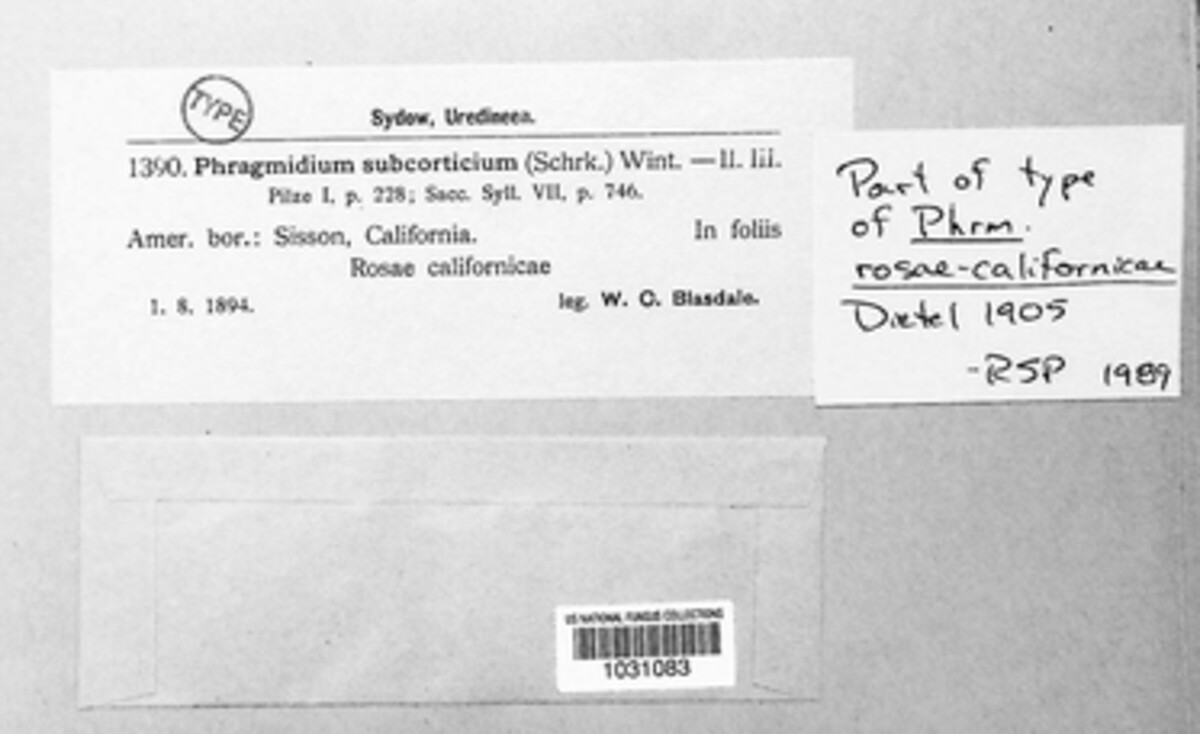 TYPE
Sydow, Uredineen.
1390. Phragmidium subcorticium (Schrk.) Wint. — II. III.
Pilze I, p. 228; Sacc. Syll. VII, p. 746.
Amer. bor.: Sisson, California. In foliis
Rosae californicae
1. 8. 1894. leg. W. C. Blasdale.
Part of type
of Phrm.
rosae-californicae
Dietel 1905
-RSP 1989
US NATIONAL FUNGUS COLLECTIONS
1031083